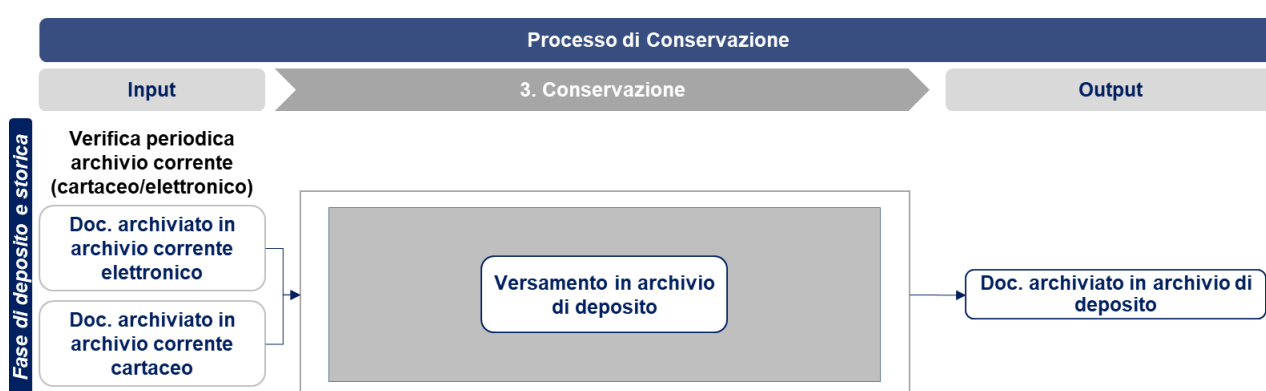 Processo di Conservazione
Input
3. Conservazione
Output
Fase di deposito e storica
Verifica periodica
archivio corrente
(cartaceo/elettronico)
Doc. archiviato in
archivio corrente
elettronico
Doc. archiviato in
archivio corrente
cartaceo
Versamento in archivio
di deposito
Doc. archiviato in archivio di
deposito